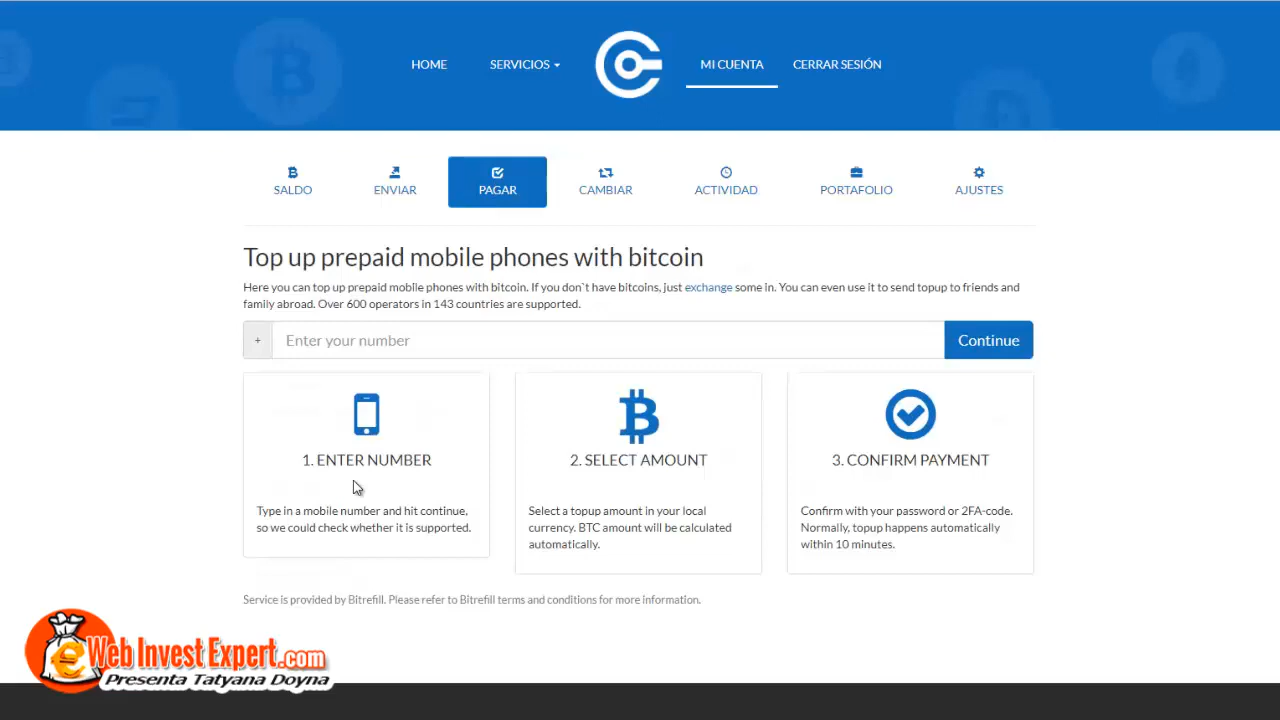 HOME
SERVICIOS
MI CUENTA
CERRAR SESIÓN
SALDO
ENVIAR
PAGAR
CAMBIAR
ACTIVIDAD
PORTAFOLIO
AJUSTES
Top up prepaid mobile phones with bitcoin
Here you can top up prepaid mobile phones with bitcoin. If you don`t have bitcoins, just exchange some in. You can even use it to send topup to friends and
family abroad. Over 600 operators in 143 countries are supported.
+ Enter your number
Continue
1. ENTER NUMBER
Type in a mobile number and hit continue,
so we could check whether it is supported.
2. SELECT AMOUNT
Select a topup amount in your local
currency. BTC amount will be calculated
automatically.
3. CONFIRM PAYMENT
Confirm with your password or 2FA-code.
Normally, topup happens automatically
within 10 minutes.
Service is provided by Bitrefill. Please refer to Bitrefill terms and conditions for more information.
Web Invest Expert.com
Presenta Tatyana Doyna